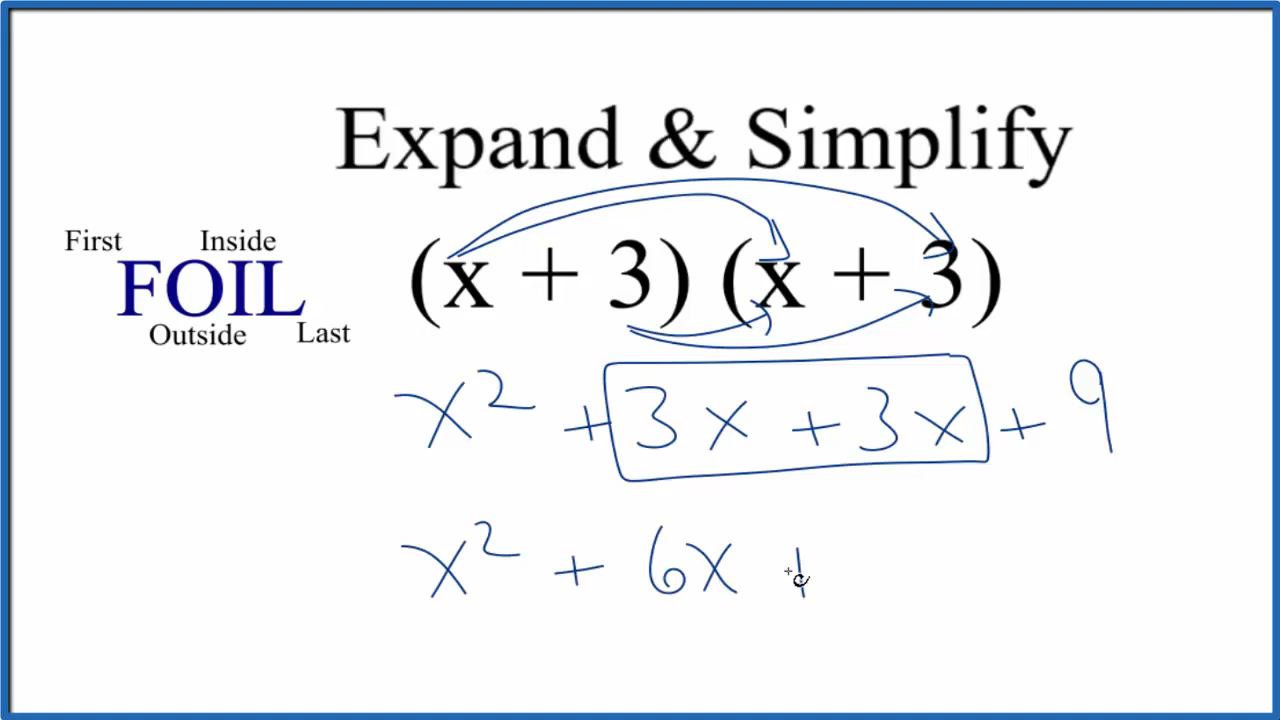 Expand & Simplify
First Inside
FOIL
Outside Last
(x + 3) (x + 3)
x² + 3x + 3x + 9
x² + 6x +